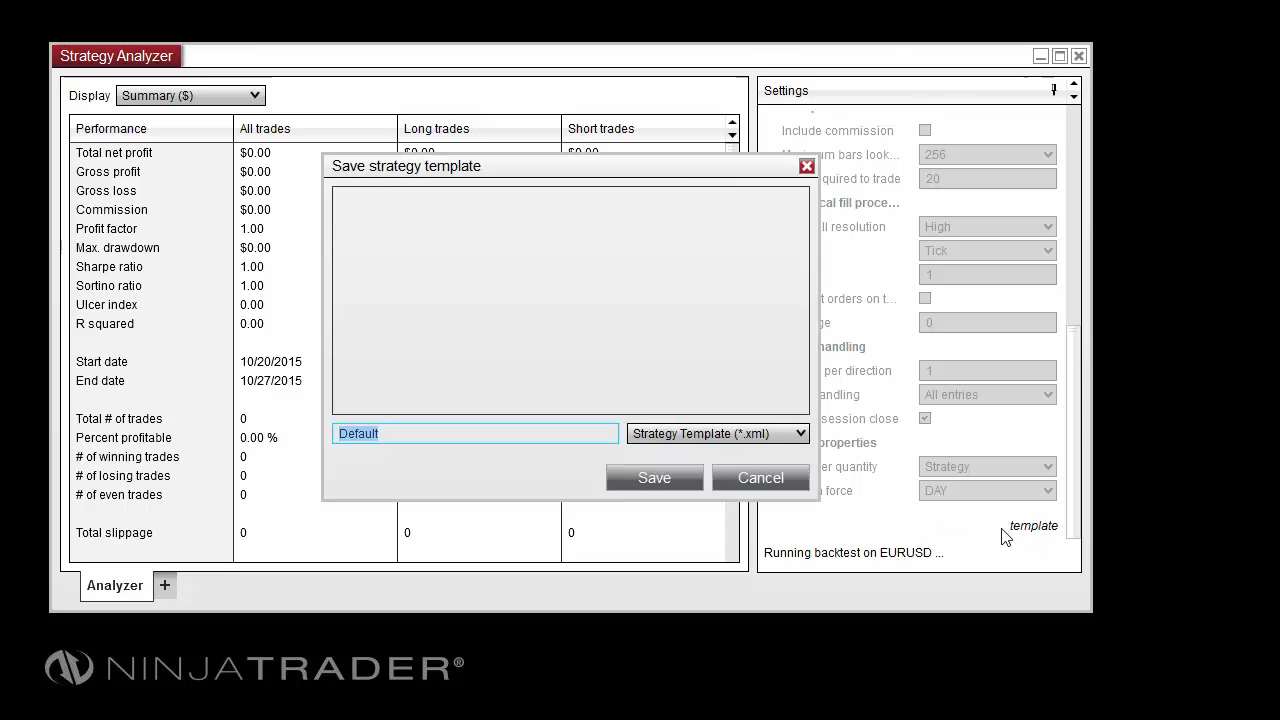 Strategy Analyzer
Display Summary ($)
Settings
Performance All trades Long trades Short trades
Total net profit $0.00 $0.00 $0.00
Gross profit $0.00
Gross loss $0.00
Commission $0.00
Profit factor 1.00
Max. drawdown $0.00
Sharpe ratio 1.00
Sortino ratio 1.00
Ulcer index 0.00
R squared 0.00
Start date 10/20/2015
End date 10/27/2015
Total # of trades 0
Percent profitable 0.00 %
# of winning trades 0
# of losing trades 0
# of even trades 0
Total slippage 0 0 0
Save strategy template
Default Strategy Template (*.xml)
Save Cancel
Include commission
bars look... 256
quired to trade 20
cal fill proce...
ll resolution High
Tick
1
t orders on t...
ge 0
handling
per direction 1
ndling All entries
session close
properties
er quantity Strategy
force DAY
template
Running backtest on EURUSD ...
Analyzer +
NINJATRADER®